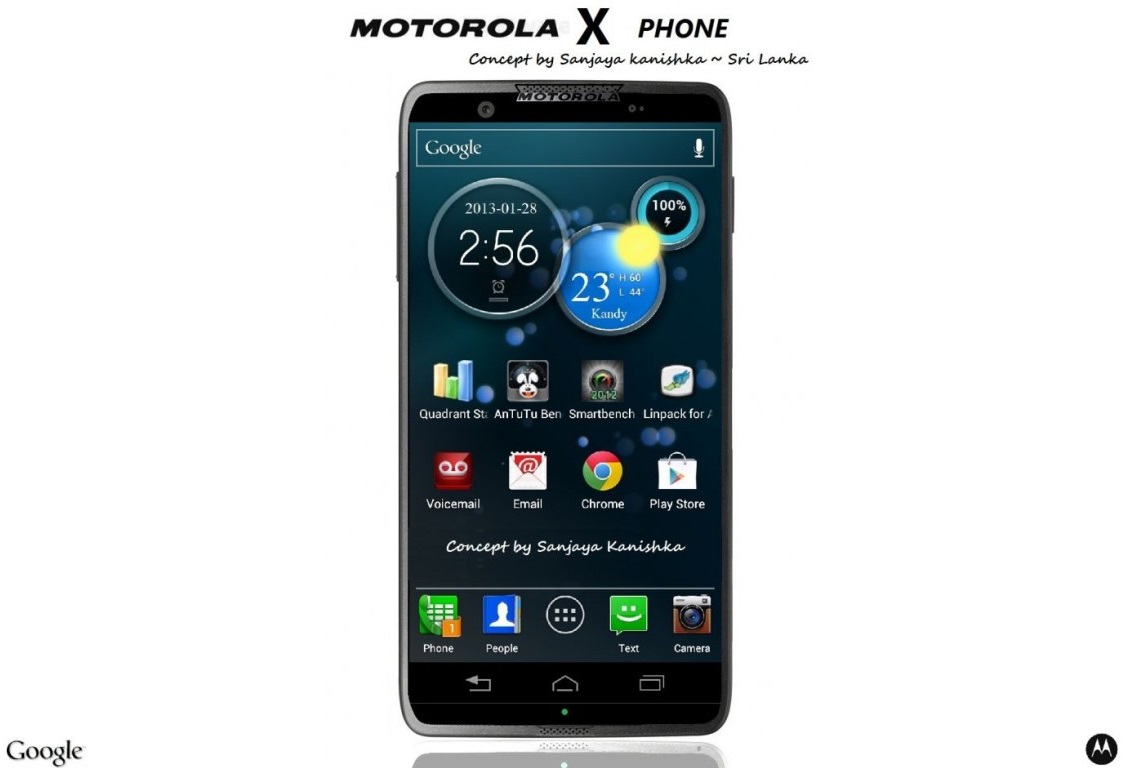 MOTOROLA X PHONE
Concept by Sanjaya kanishka ~ Sri Lanka
MOTOROLA
Google
2013-01-28
100%
2:56
23° H 60°
L 44°
Kandy
2012
Quadrant Sta AnTuTu Ben Smartbench Linpack for A
Voicemail Email Chrome Play Store
Concept by Sanjaya Kanishka
1
Phone People Text Camera
Google